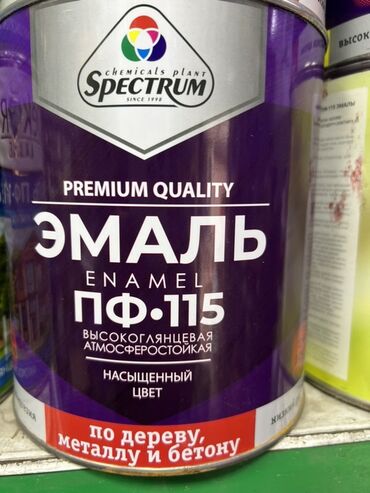 chemicals plant
SPECTRUM
SINCE 1998
PREMIUM QUALITY
ЭМАЛЬ
ENAMEL
ПФ•115
ВЫСОКОГЛЯНЦЕВАЯ
АТМОСФЕРОСТОЙКАЯ
НАСЫЩЕННЫЙ
ЦВЕТ
по дереву,
металлу и бетону